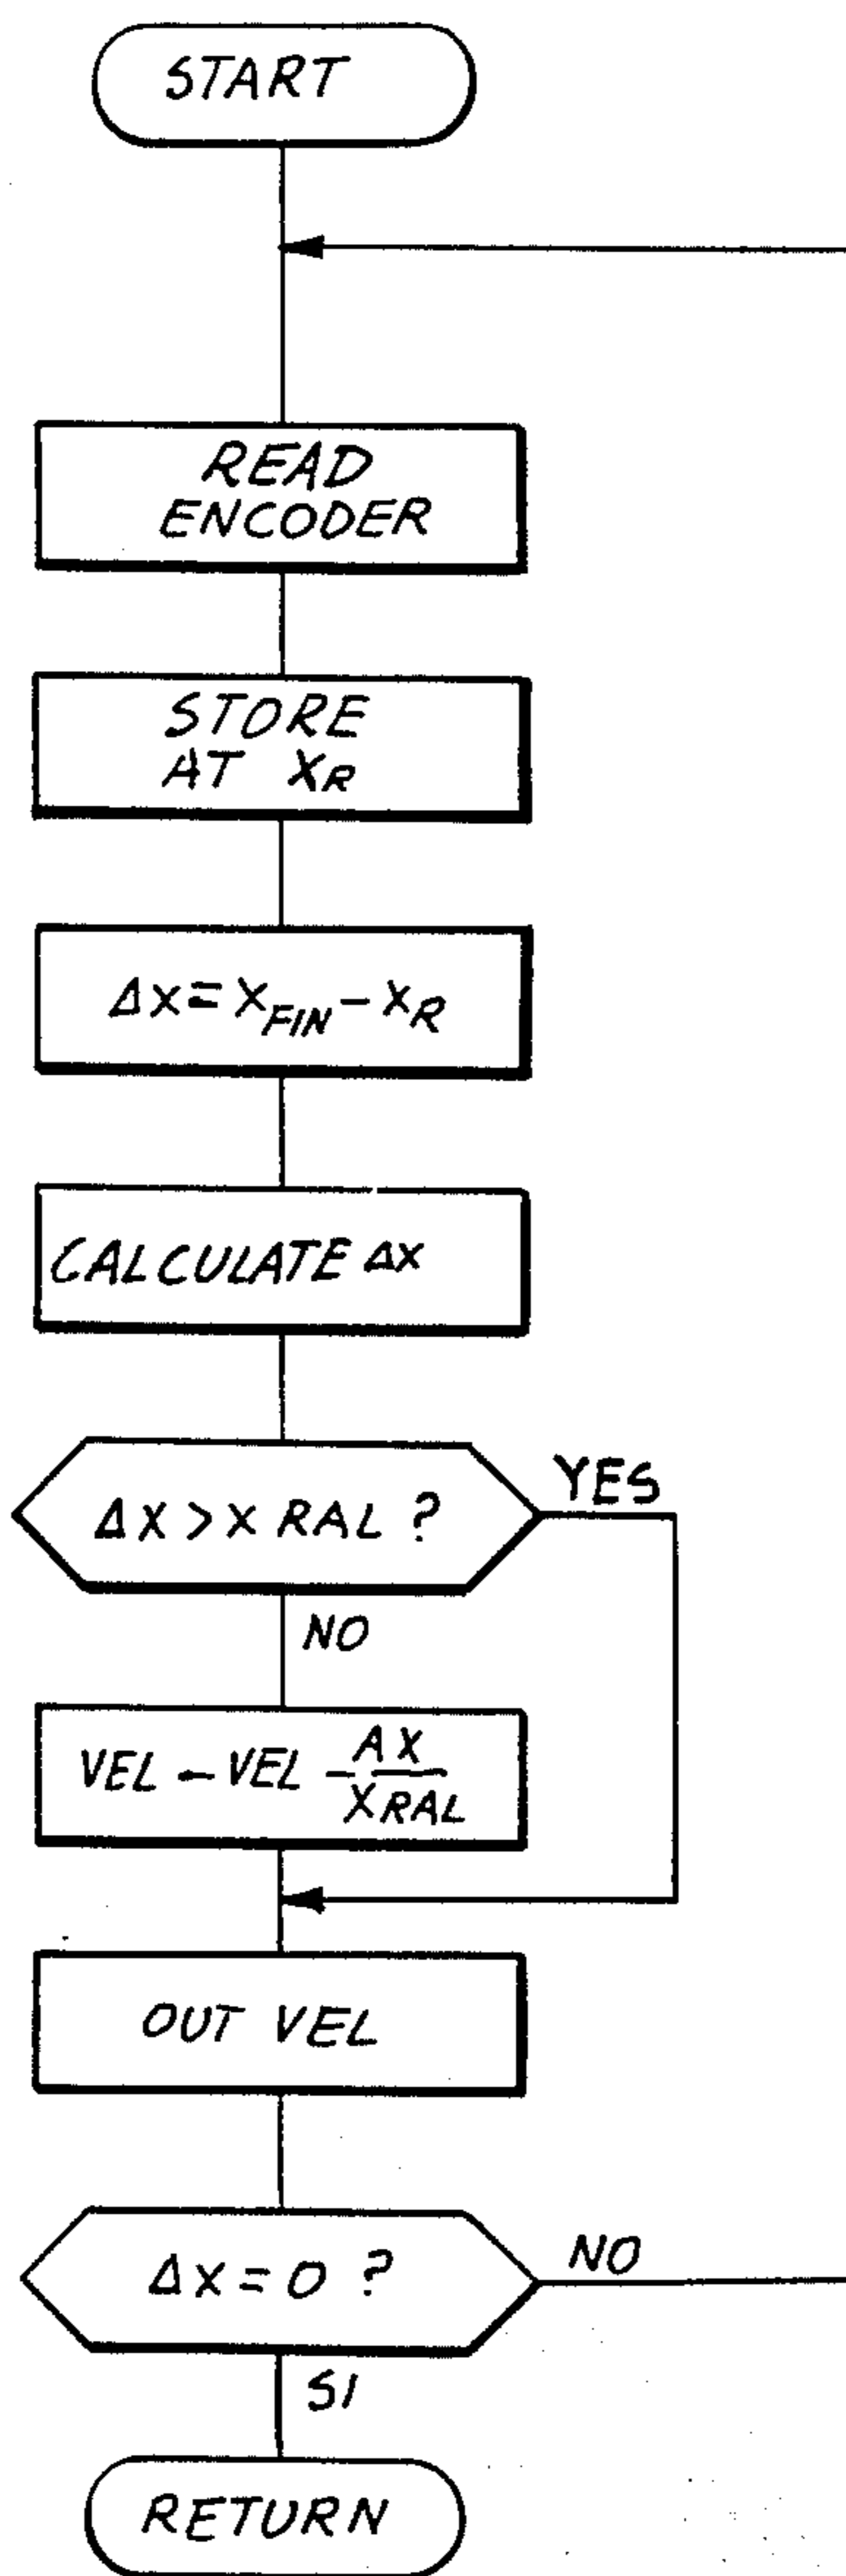 START
READ
ENCODER
STORE
AT XR
ΔX = XFIN - XR
CALCULATE ΔX
ΔX > X RAL ?
YES
NO
VEL - VEL - AX
XRAL
OUT VEL
ΔX = 0 ?
NO
SI
RETURN